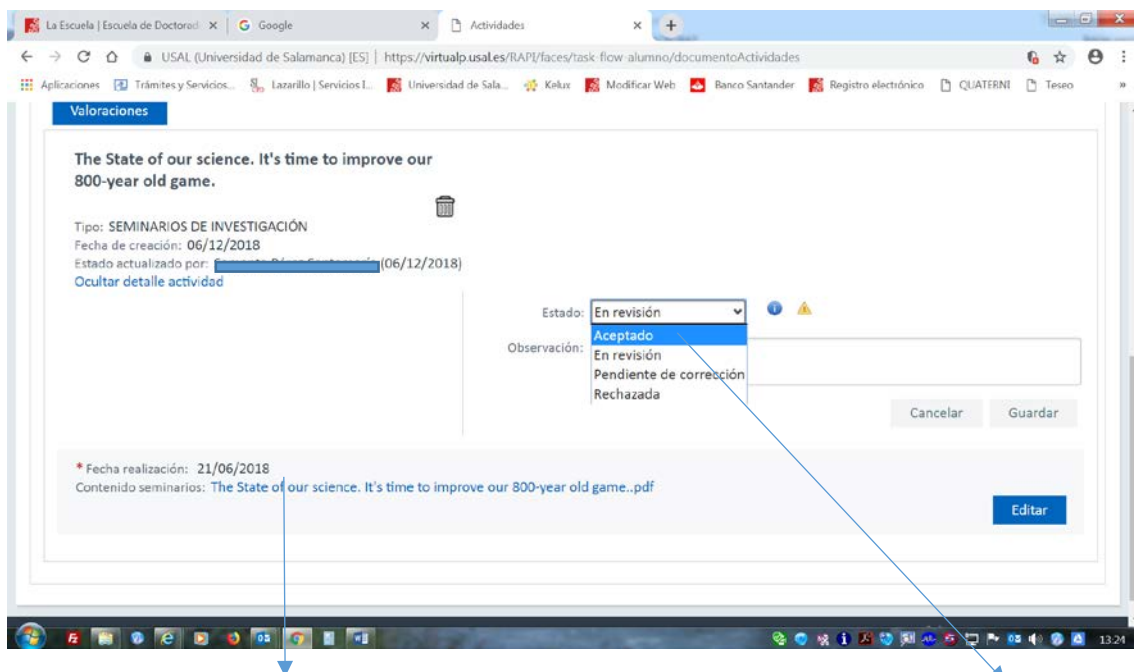 La Escuela | Escuela de Doctorad
Google
Actividades
USAL (Universidad de Salamanca) [ES] | https://virtualp.usal.es/RAPI/faces/task-flow-alumno/documentoActividades
Aplicaciones
Trámites y Servicios...
Lazarillo | Servicios I...
Universidad de Sala...
Kelux
Modificar Web
Banco Santander
Registro electrónico
QUATERNI
Teseo
»
Valoraciones
The State of our science. It's time to improve our
800-year old game.
Tipo: SEMINARIOS DE INVESTIGACIÓN
Fecha de creación: 06/12/2018
Estado actualizado por: (06/12/2018)
Ocultar detalle actividad
Estado: En revisión
Aceptado
Observación:
En revisión
Pendiente de corrección
Rechazada
Cancelar
Guardar
* Fecha realización: 21/06/2018
Contenido seminarios: The State of our science. It's time to improve our 800-year old game..pdf
Editar
13:24